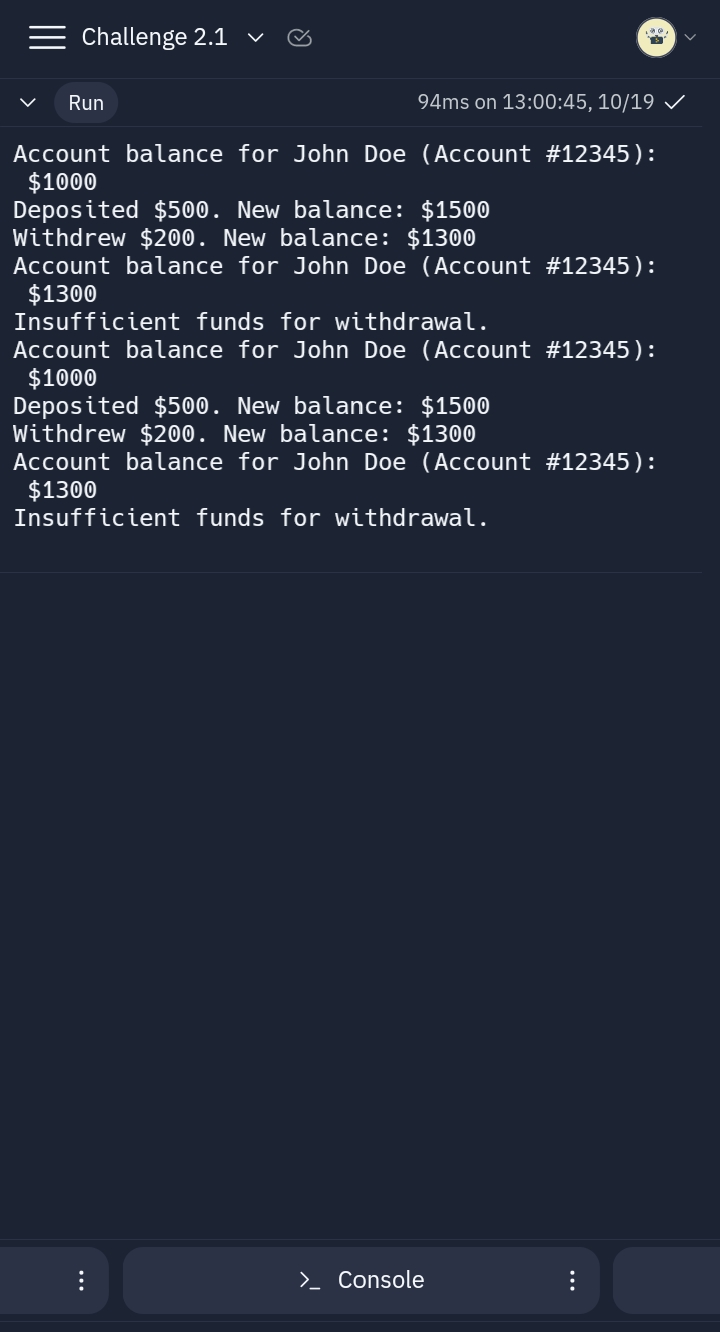 Challenge 2.1
Run
94ms on 13:00:45, 10/19
Account balance for John Doe (Account #12345):
$1000
Deposited $500. New balance: $1500
Withdrew $200. New balance: $1300
Account balance for John Doe (Account #12345):
$1300
Insufficient funds for withdrawal.
Account balance for John Doe (Account #12345):
$1000
Deposited $500. New balance: $1500
Withdrew $200. New balance: $1300
Account balance for John Doe (Account #12345):
$1300
Insufficient funds for withdrawal.
Console